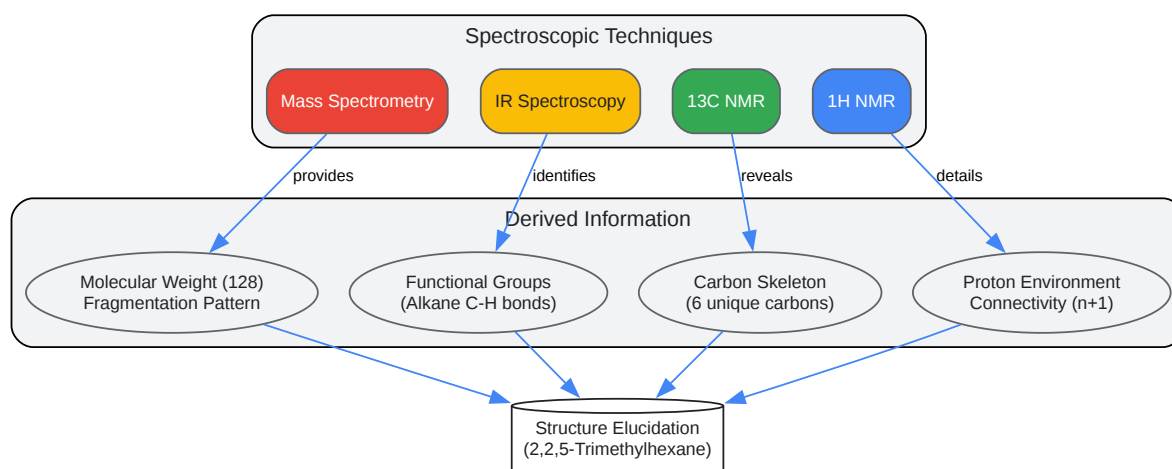 Spectroscopic Techniques
Mass Spectrometry
IR Spectroscopy
13C NMR
1H NMR
provides
identifies
reveals
details
Derived Information
Molecular Weight (128)
Fragmentation Pattern
Functional Groups
(Alkane C-H bonds)
Carbon Skeleton
(6 unique carbons)
Proton Environment
Connectivity (n+1)
Structure Elucidation
(2,2,5-Trimethylhexane)